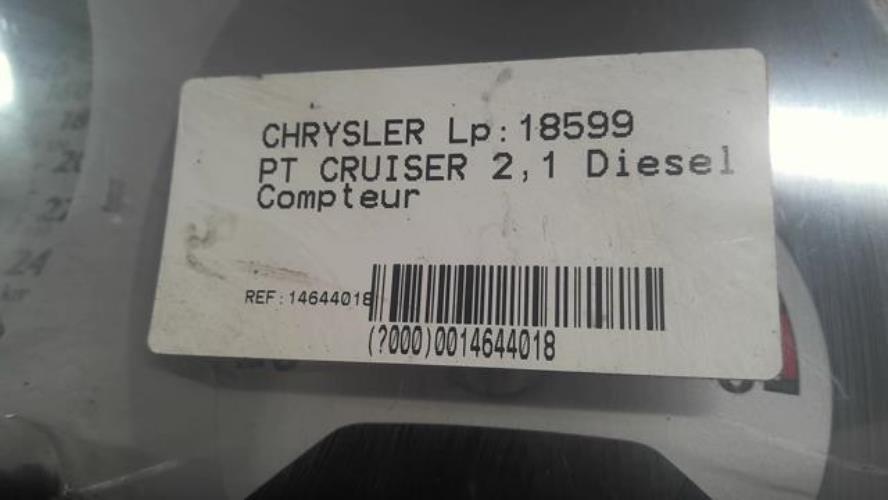 CHRYSLER Lp:18599
PT CRUISER 2,1 Diesel
Compteur
REF:14644018
(?000)0014644018